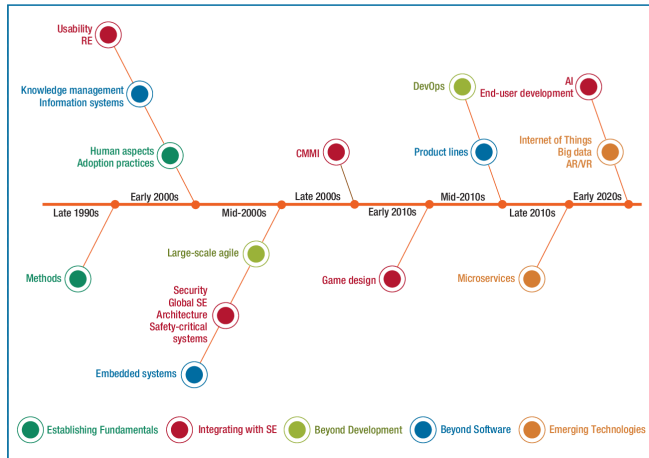 Usability
RE
Knowledge management
Information systems
Human aspects
Adoption practices
CMMI
DevOps
Product lines
AI
End-user development
Internet of Things
Big data
AR/VR
Late 1990s
Early 2000s
Mid-2000s
Late 2000s
Early 2010s
Mid-2010s
Late 2010s
Early 2020s
Methods
Large-scale agile
Security
Global SE
Architecture
Safety-critical
systems
Embedded systems
Game design
Microservices
Establishing Fundamentals
Integrating with SE
Beyond Development
Beyond Software
Emerging Technologies